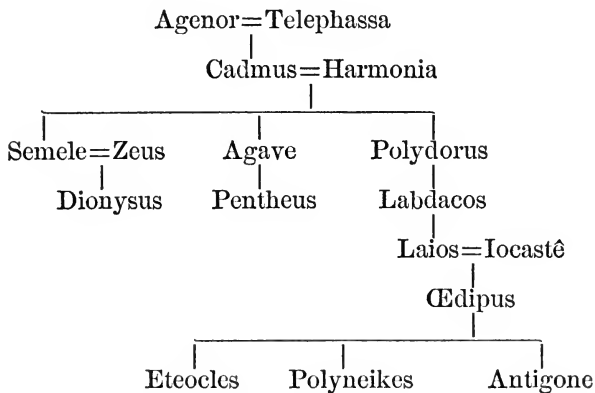 Agenor=Telephassa
Cadmus=Harmonia
Semele=Zeus Agave Polydorus
Dionysus Pentheus Labdacos
Laios=Iocastê
Œdipus
Eteocles Polyneikes Antigone